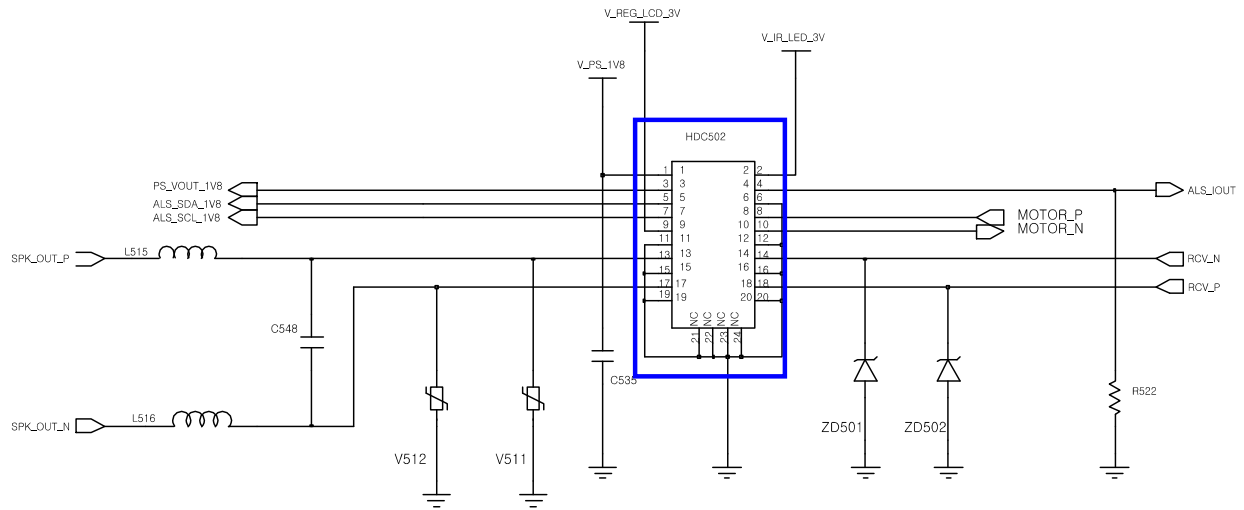 V_REG_LCD_3V
V_IR_LED_3V
V_PS_1V8
HDC502
1 1 2 2
PS_VOUT_1V8 3 3 4 4 ALS_IOUT
ALS_SDA_1V8 5 5 6 6
ALS_SCL_1V8 7 7 8 8 MOTOR_P
9 9 10 10 MOTOR_N
11 11 12 12
SPK_OUT_P L515 13 13 14 14 RCV_N
15 15 16 16
17 17 18 18 RCV_P
19 19 20 20
NC NC NC NC
21 22 23 24
C548
C535
L516
R522
SPK_OUT_N
ZD501 ZD502
V512 V511